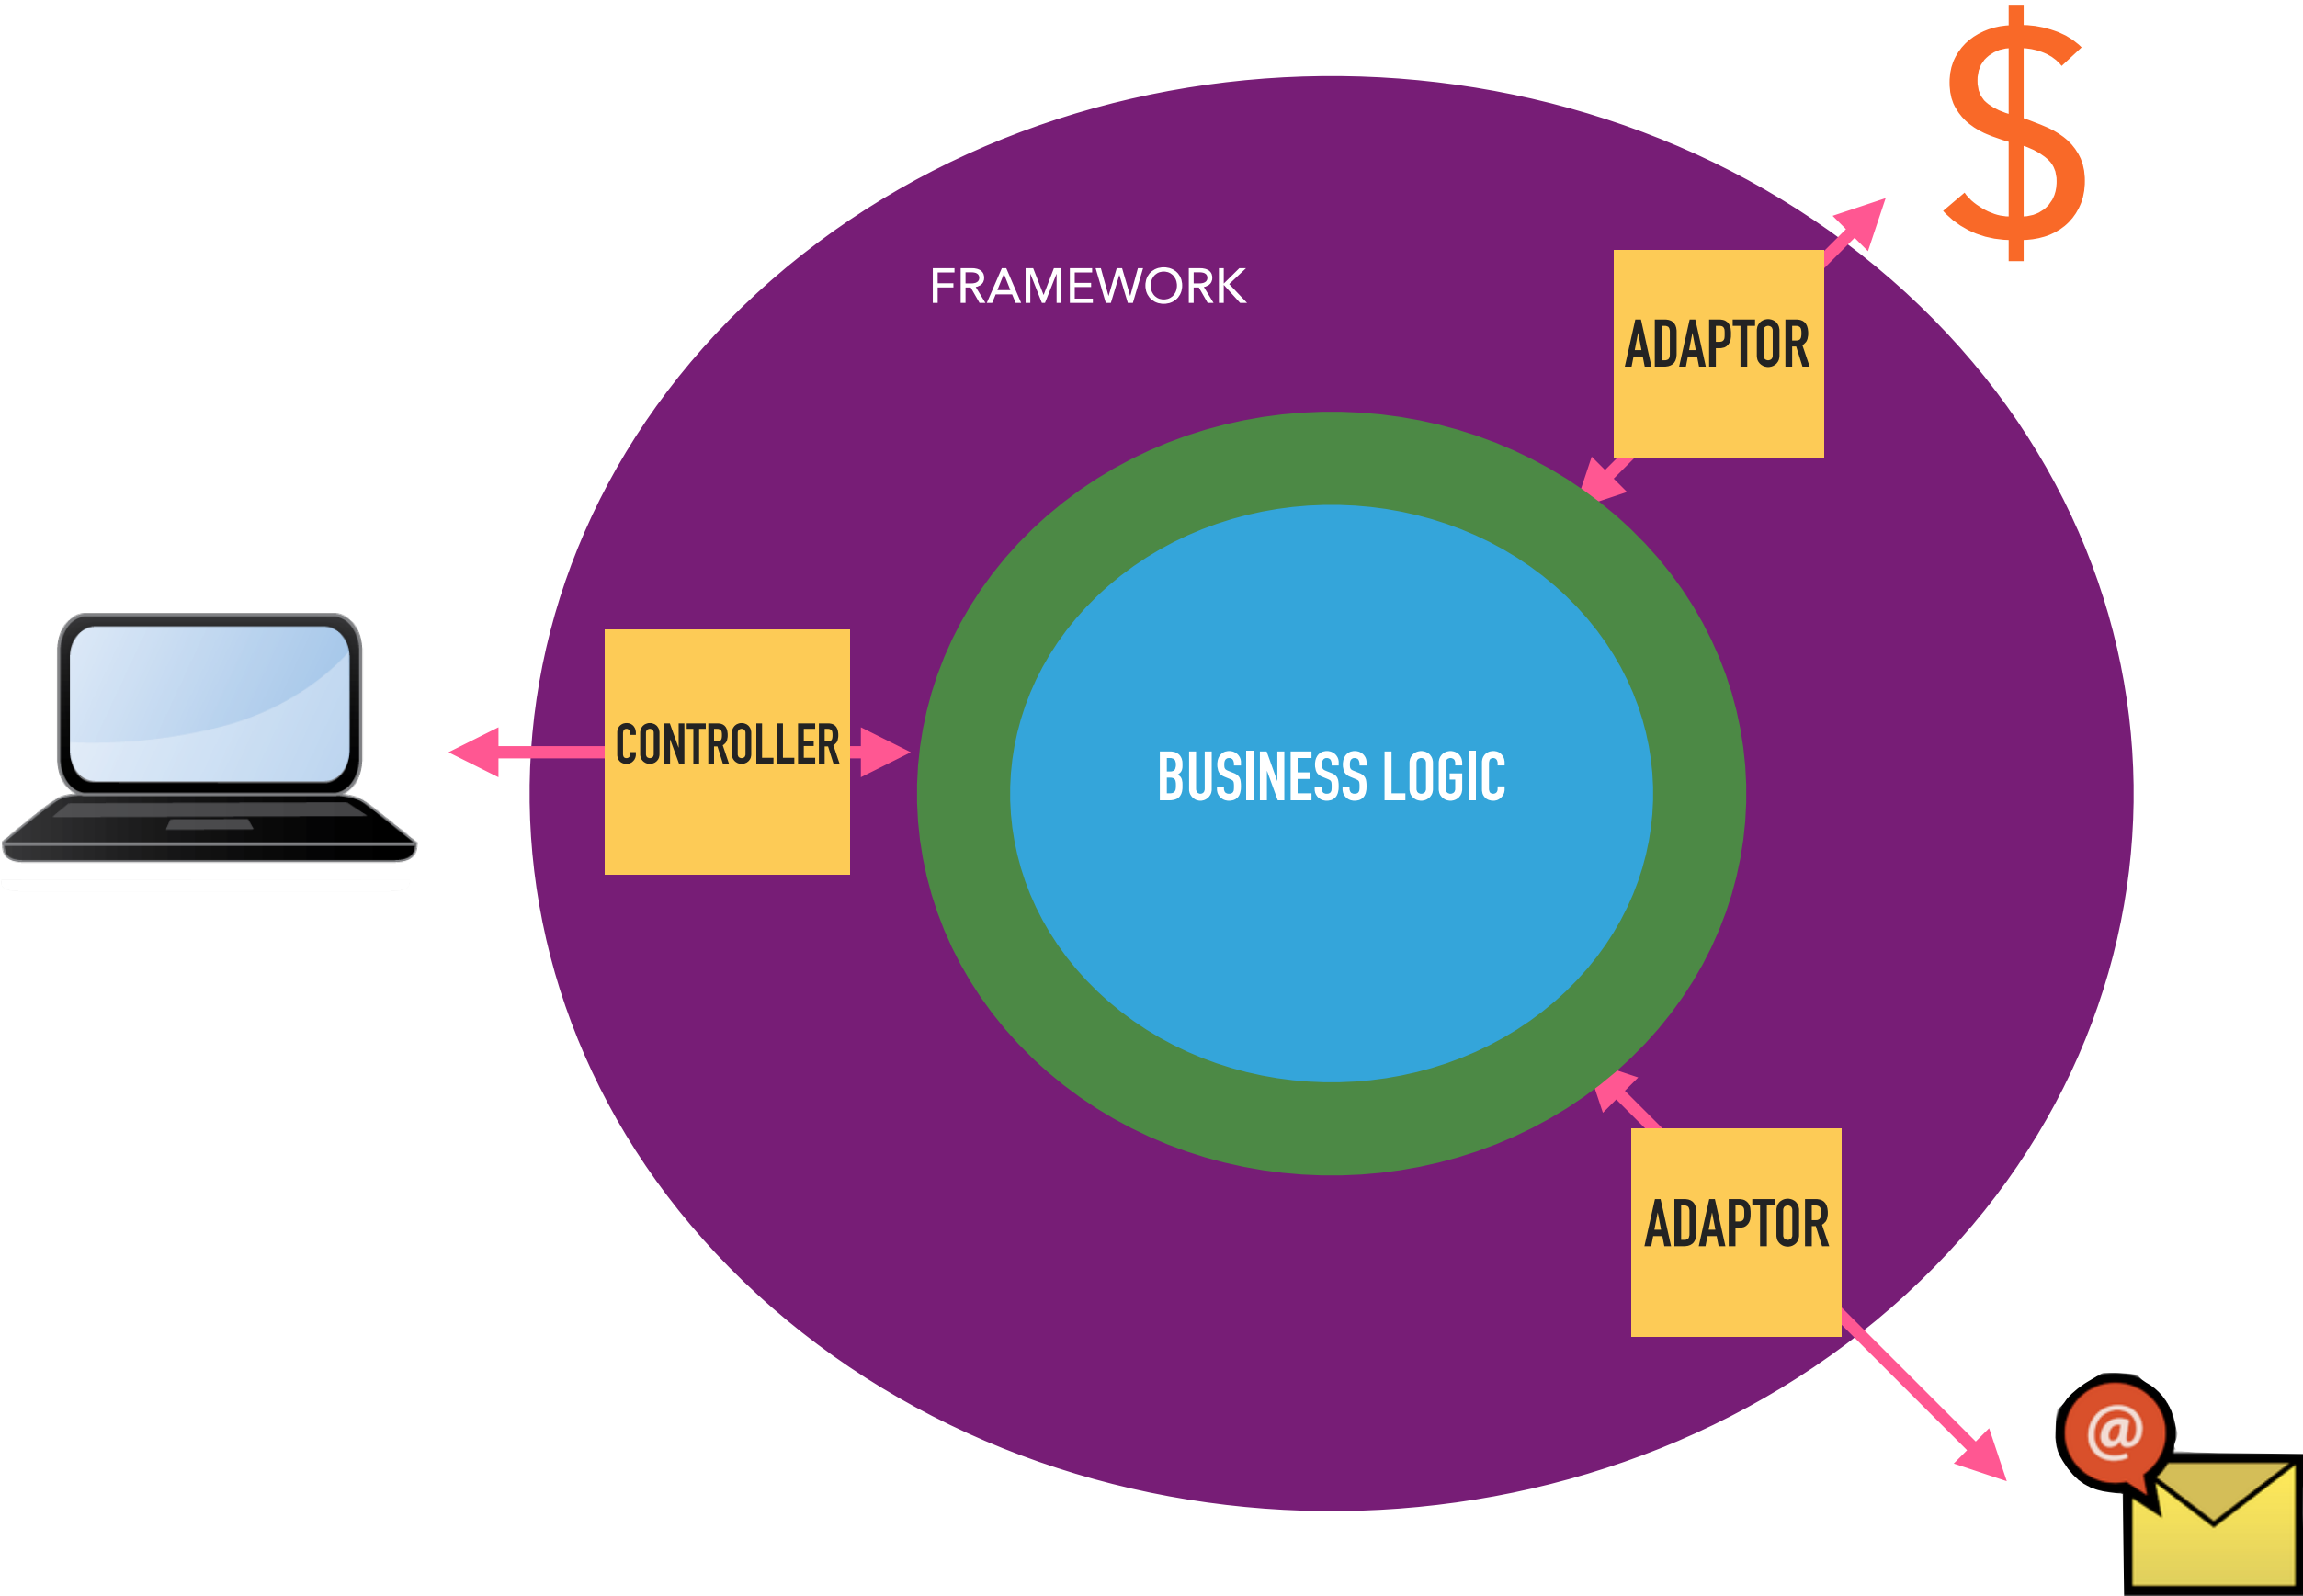 $
FRAMEWORK
ADAPTOR
CONTROLLER
BUSINESS LOGIC
ADAPTOR
@